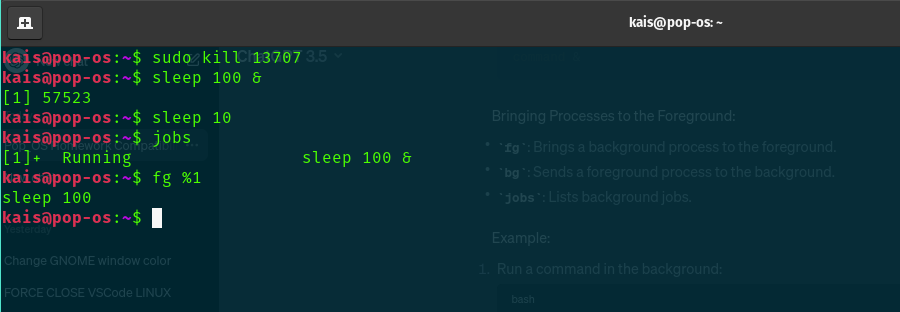 kais@pop-os: ~
kais@pop-os:~$ sudo kill 13707
kais@pop-os:~$ sleep 100 &
[1] 57523
kais@pop-os:~$ sleep 10
kais@pop-os:~$ jobs
[1]+  Running                 sleep 100 &
kais@pop-os:~$ fg %1
sleep 100
kais@pop-os:~$
3.5
Yesterday
Change GNOME window color
FORCE CLOSE VSCode LINUX
Bringing Processes to the Foreground:
• `fg`: Brings a background process to the foreground.
• `bg`: Sends a foreground process to the background.
• `jobs`: Lists background jobs.
Example:
1. Run a command in the background:
bash